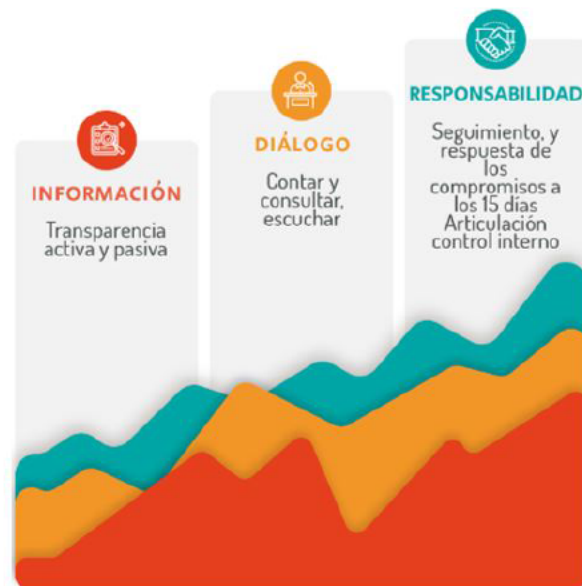 INFORMACIÓN
Transparencia
activa y pasiva
DIÁLOGO
Contar y
consultar,
escuchar
RESPONSABILIDAD
Seguimiento, y
respuesta de
los
compromisos a
los 15 días
Articulación
control interno